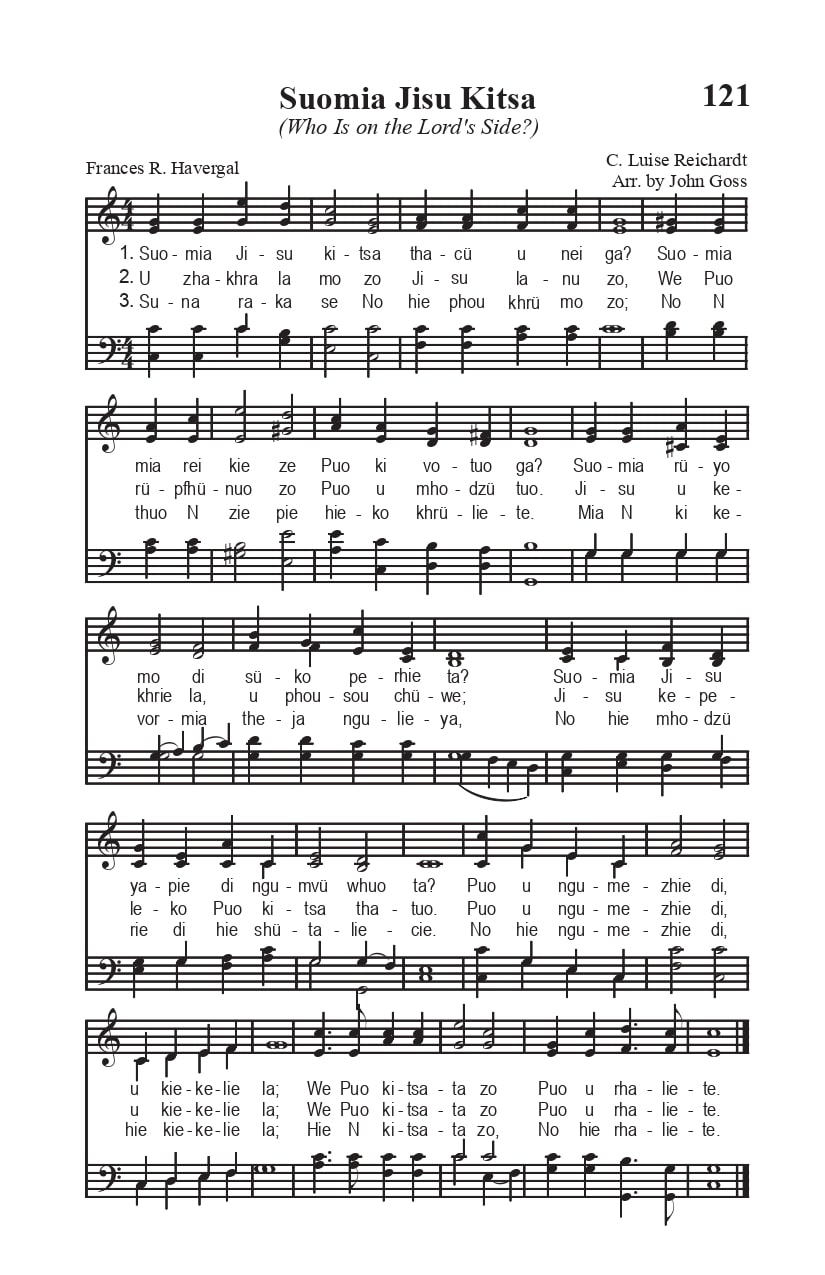 Suomia Jisu Kitsa
121
(Who Is on the Lord's Side?)
Frances R. Havergal
C. Luise Reichardt
Arr. by John Goss
1. Suo - mia Ji - su ki - tsa tha - cü u nei ga? Suo - mia
2. U zha - khra la mo zo Ji - su la - nu zo, We Puo
3. Su - na ra - ka se No hie phou khrü mo zo; No N
mia rei kie ze Puo ki vo - tuo ga? Suo - mia rü - yo
rü - pfhü - nuo zo Puo u mho - dzü tuo. Ji - su u ke -
thuo N zie pie hie - ko khrü - lie - te. Mia N ki ke -
mo di sü - ko pe - rhie ta? Suo - mia Ji - su
khrie la, u phou - sou chü - we; Ji - su ke - pe -
vor - mia the - ja ngu - lie - ya, No hie mho - dzü
ya - pie di ngu - mvü whuo ta? Puo u ngu - me - zhie di,
le - ko Puo ki - tsa tha - tuo. Puo u ngu - me - zhie di,
rie di hie shü - ta - lie - cie. No hie ngu - me - zhie di,
u kie - ke - lie la; We Puo ki - tsa - ta zo Puo u rha - lie - te.
u kie - ke - lie la; We Puo ki - tsa - ta zo Puo u rha - lie - te.
hie kie - ke - lie la; Hie N ki - tsa - ta zo, No hie rha - lie - te.